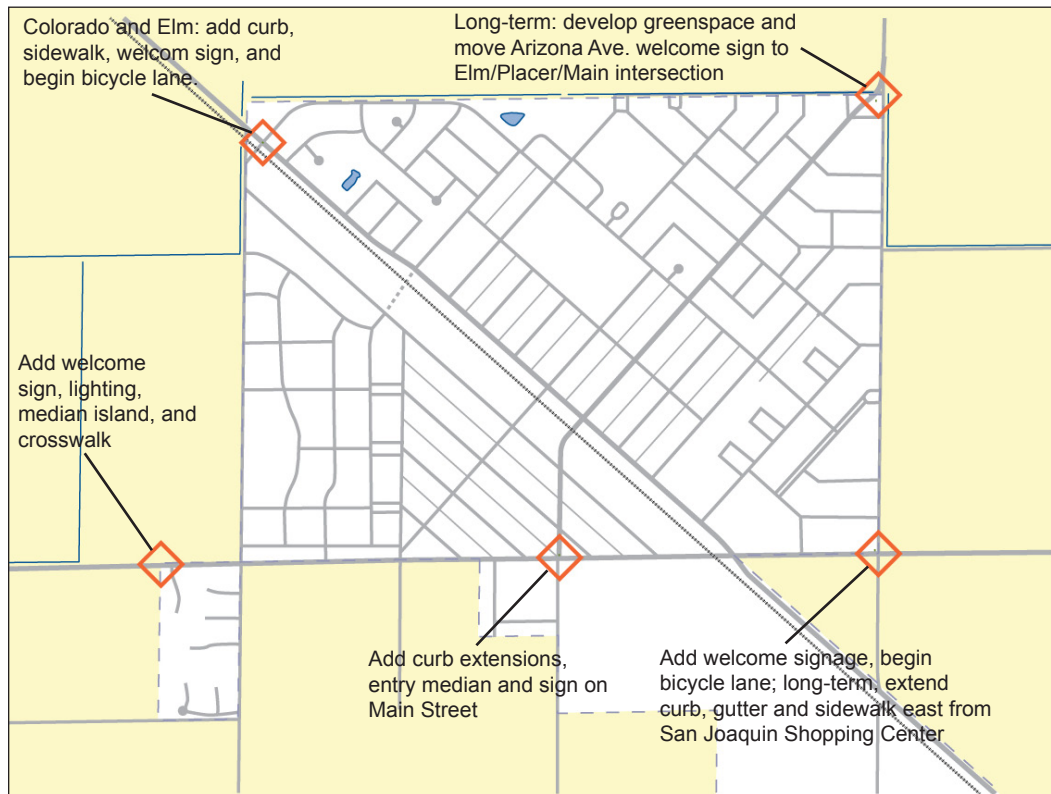 Colorado and Elm: add curb,
sidewalk, welcom sign, and
begin bicycle lane.
Long-term: develop greenspace and
move Arizona Ave. welcome sign to
Elm/Placer/Main intersection
Add welcome
sign, lighting,
median island, and
crosswalk
Add curb extensions,
entry median and sign on
Main Street
Add welcome signage, begin
bicycle lane; long-term, extend
curb, gutter and sidewalk east from
San Joaquin Shopping Center